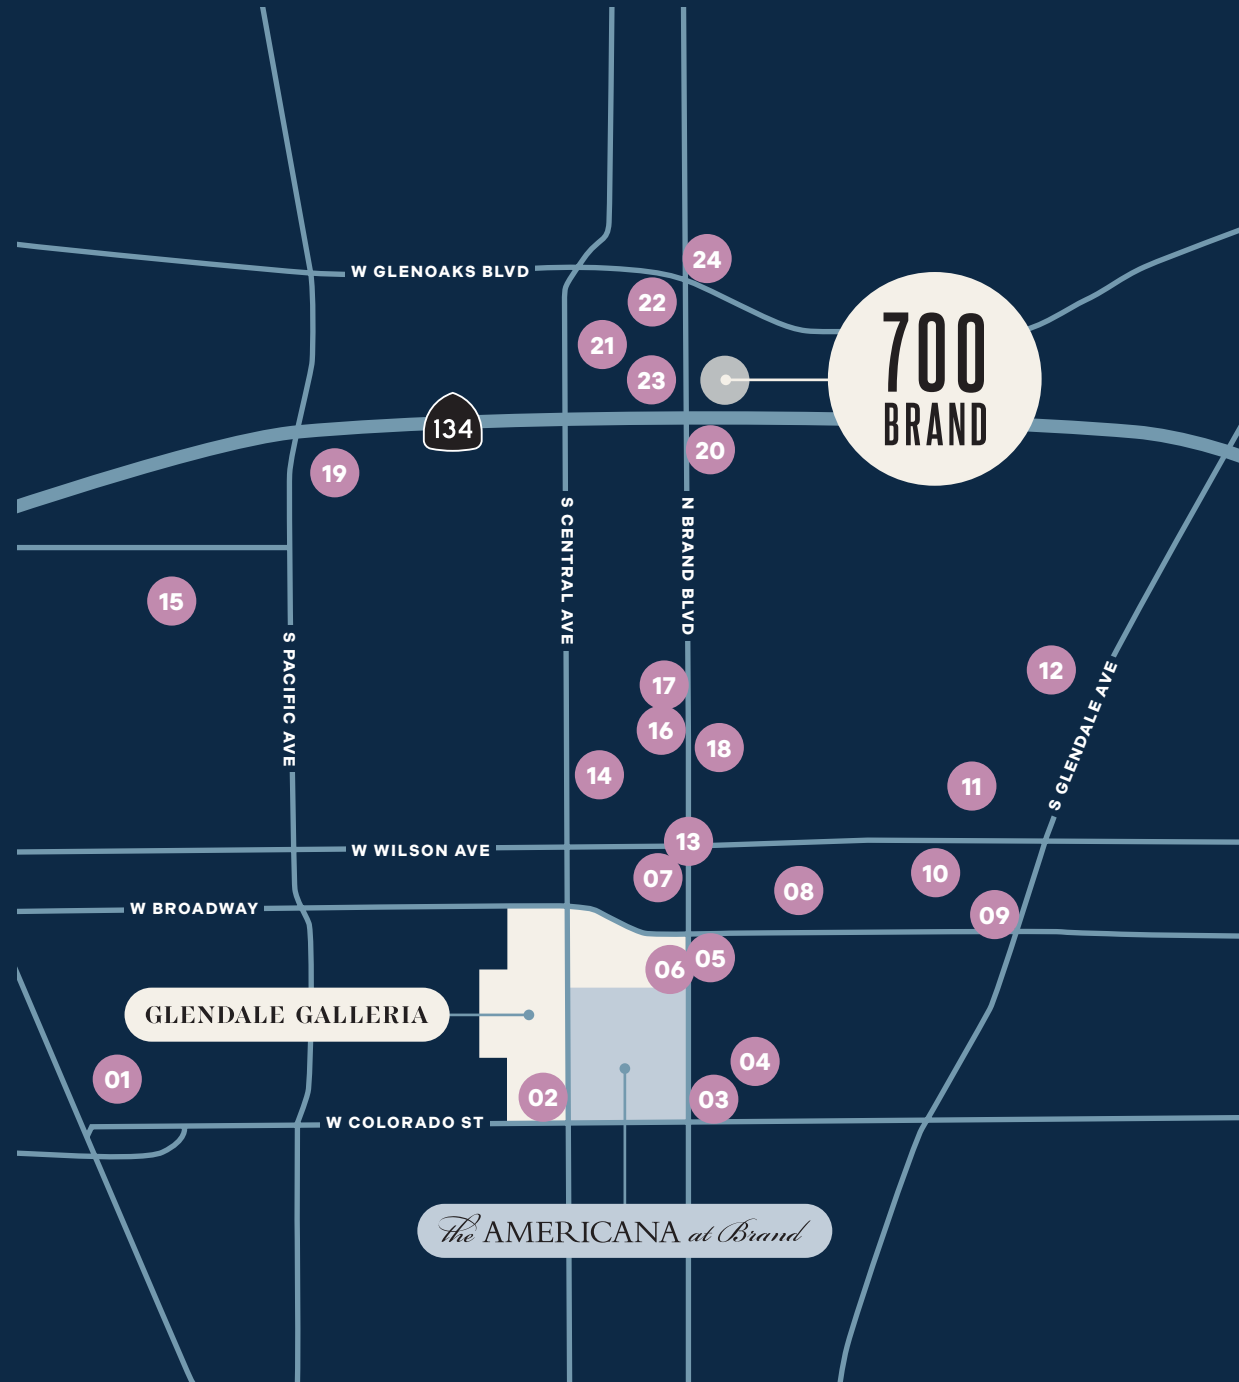 24
W GLENOAKS BLVD
22
700
BRAND
21
23
134
20
19
S CENTRAL AVE
N BRAND BLVD
15
S PACIFIC AVE
12
S GLENDALE AVE
17
16
18
14
11
13
W WILSON AVE
07
10
08
W BROADWAY
09
05
06
GLENDALE GALLERIA
04
01
02
03
W COLORADO ST
the AMERICANA at Brand